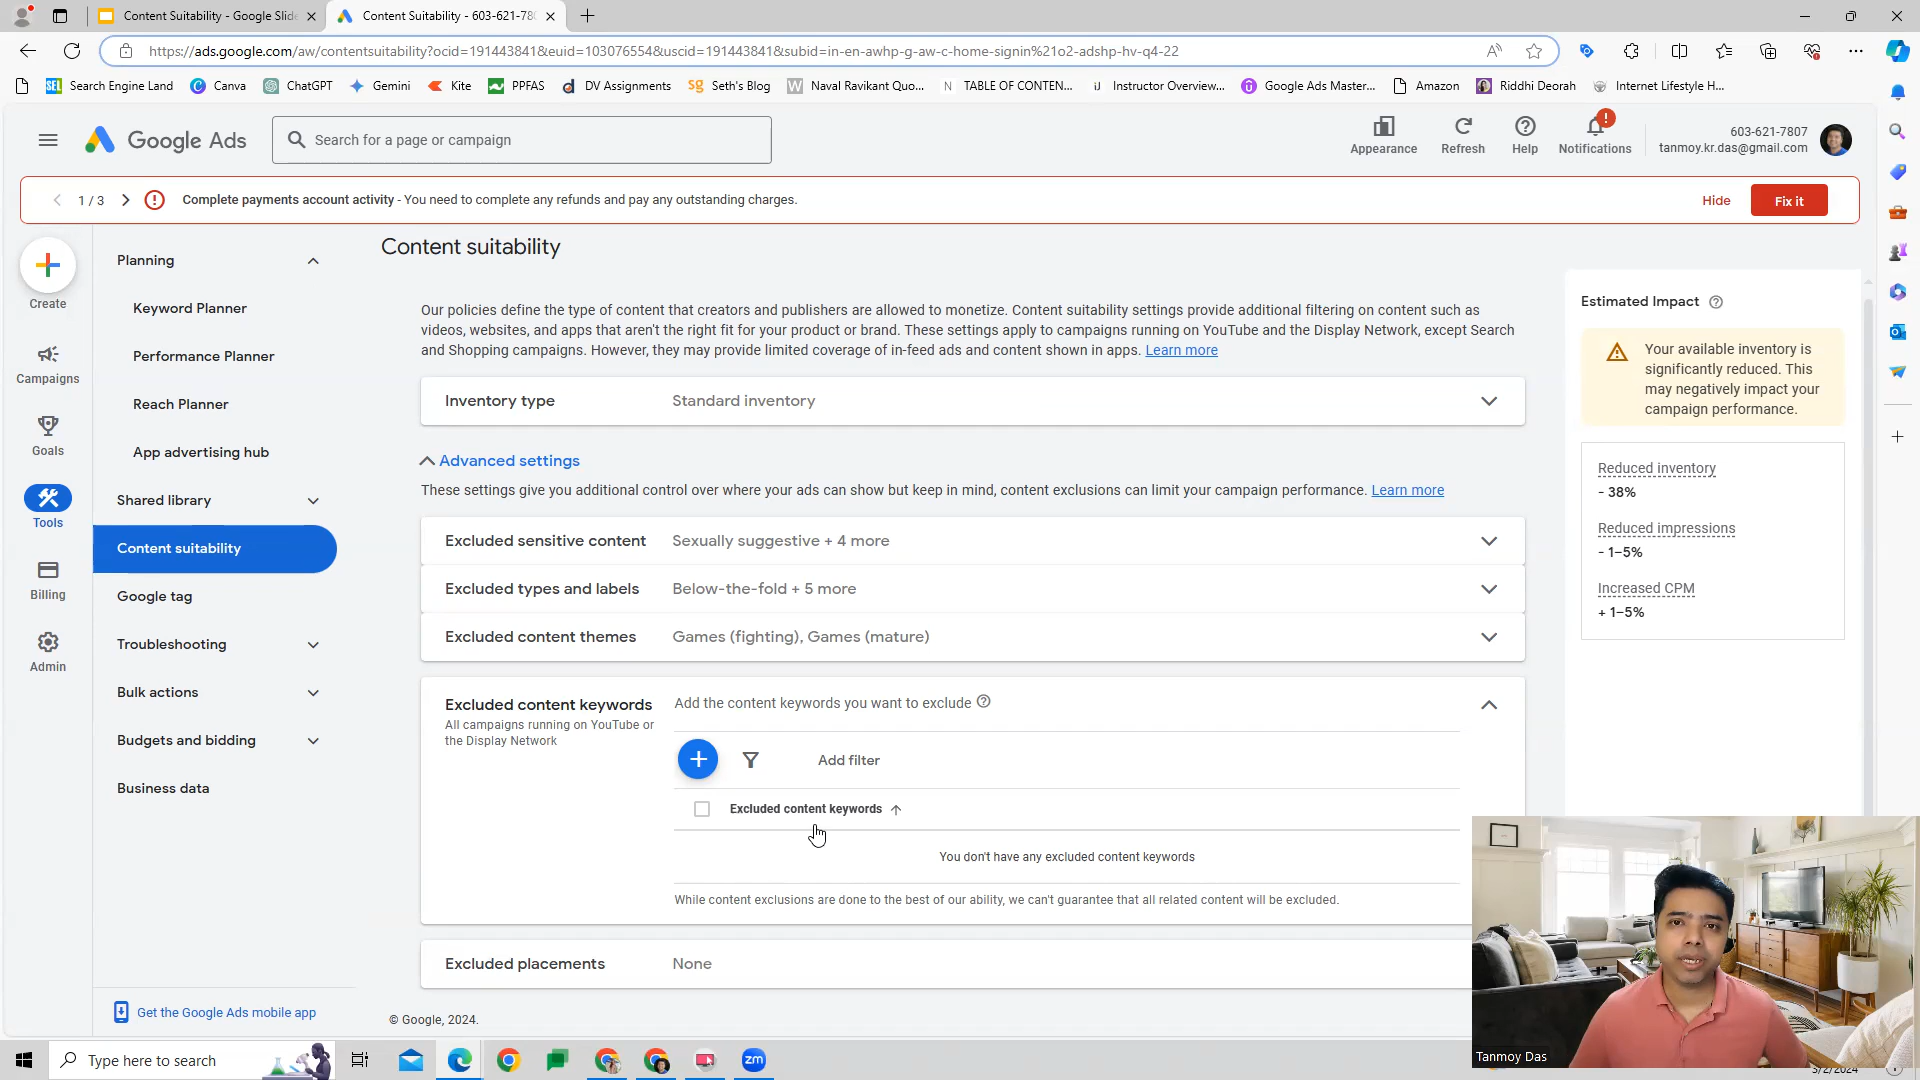 Content Suitability - Google Slide
Content Suitability - 603-621-780
https://ads.google.com/aw/contentsuitability?ocid=191443841&euid=1030765548&uscid=191443841&subid=in-en-awhp-g-aw-c-home-signin%21o2-adshp-hv-q4-22
Search Engine Land
Canva
ChatGPT
Gemini
Kite
PPFAS
DV Assignments
Seth's Blog
Naval Ravikant Quo...
TABLE OF CONTEN...
Instructor Overview...
Google Ads Master...
Amazon
Riddhi Deorah
Internet Lifestyle H...
Google Ads
Search for a page or campaign
Appearance
Refresh
Help
Notifications
603-621-7807
tanmoy.kr.das@gmail.com
1 / 3
Complete payments account activity - You need to complete any refunds and pay any outstanding charges.
Hide
Fix it
Create
Campaigns
Goals
Tools
Billing
Admin
Planning
Keyword Planner
Performance Planner
Reach Planner
App advertising hub
Shared library
Content suitability
Google tag
Troubleshooting
Bulk actions
Budgets and bidding
Business data
Get the Google Ads mobile app
Content suitability
Our policies define the type of content that creators and publishers are allowed to monetize. Content suitability settings provide additional filtering on content such as
videos, websites, and apps that aren't the right fit for your product or brand. These settings apply to campaigns running on YouTube and the Display Network, except Search
and Shopping campaigns. However, they may provide limited coverage of in-feed ads and content shown in apps. Learn more
Inventory type Standard inventory
Advanced settings
These settings give you additional control over where your ads can show but keep in mind, content exclusions can limit your campaign performance. Learn more
Excluded sensitive content Sexually suggestive + 4 more
Excluded types and labels Below-the-fold + 5 more
Excluded content themes Games (fighting), Games (mature)
Excluded content keywords
All campaigns running on YouTube or
the Display Network
Add the content keywords you want to exclude
Add filter
Excluded content keywords
You don't have any excluded content keywords
While content exclusions are done to the best of our ability, we can't guarantee that all related content will be excluded.
Excluded placements None
© Google, 2024.
Estimated Impact
Your available inventory is
significantly reduced. This
may negatively impact your
campaign performance.
Reduced inventory
- 38%
Reduced impressions
- 1–5%
Increased CPM
+ 1–5%
Tanmoy Das
Type here to search
zm
3/2/2024